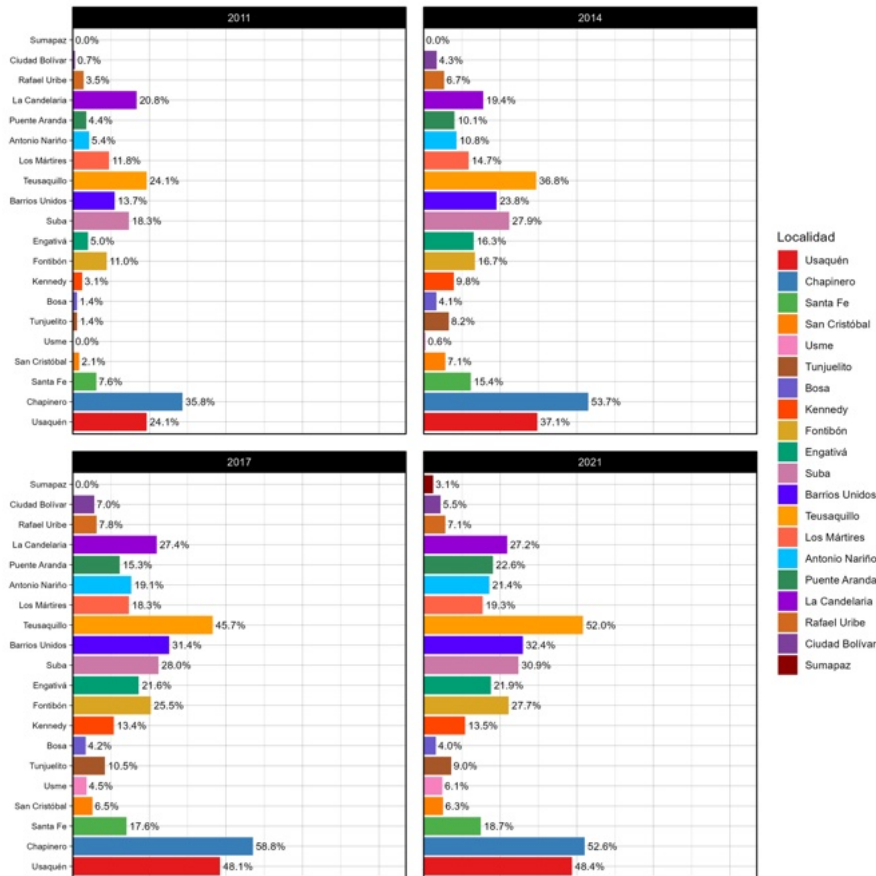 2011
Sumapaz 0.0%
Ciudad Bolívar 0.7%
Rafael Uribe 3.5%
La Candelaria 20.8%
Puente Aranda 4.4%
Antonio Nariño 5.4%
Los Mártires 11.8%
Teusaquillo 24.1%
Barrios Unidos 13.7%
Suba 18.3%
Engativá 5.0%
Fontibón 11.0%
Kennedy 3.1%
Bosa 1.4%
Tunjuelito 1.4%
Usme 0.0%
San Cristóbal 2.1%
Santa Fe 7.6%
Chapinero 35.8%
Usaquén 24.1%
2014
0.0%
4.3%
6.7%
19.4%
10.1%
10.8%
14.7%
36.8%
23.8%
27.9%
16.3%
16.7%
9.8%
4.1%
8.2%
0.6%
7.1%
15.4%
53.7%
37.1%
2017
Sumapaz 0.0%
Ciudad Bolívar 7.0%
Rafael Uribe 7.8%
La Candelaria 27.4%
Puente Aranda 15.3%
Antonio Nariño 19.1%
Los Mártires 18.3%
Teusaquillo 45.7%
Barrios Unidos 31.4%
Suba 28.0%
Engativá 21.6%
Fontibón 25.5%
Kennedy 13.4%
Bosa 4.2%
Tunjuelito 10.5%
Usme 4.5%
San Cristóbal 6.5%
Santa Fe 17.6%
Chapinero 58.8%
Usaquén 48.1%
2021
3.1%
5.5%
7.1%
27.2%
22.6%
21.4%
19.3%
52.0%
32.4%
30.9%
21.9%
27.7%
13.5%
4.0%
9.0%
6.1%
6.3%
18.7%
52.6%
48.4%
Localidad
Usaquén
Chapinero
Santa Fe
San Cristóbal
Usme
Tunjuelito
Bosa
Kennedy
Fontibón
Engativá
Suba
Barrios Unidos
Teusaquillo
Los Mártires
Antonio Nariño
Puente Aranda
La Candelaria
Rafael Uribe
Ciudad Bolívar
Sumapaz